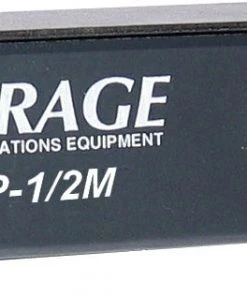 RAGE
ATIONS EQUIPMENT
P-1/2M